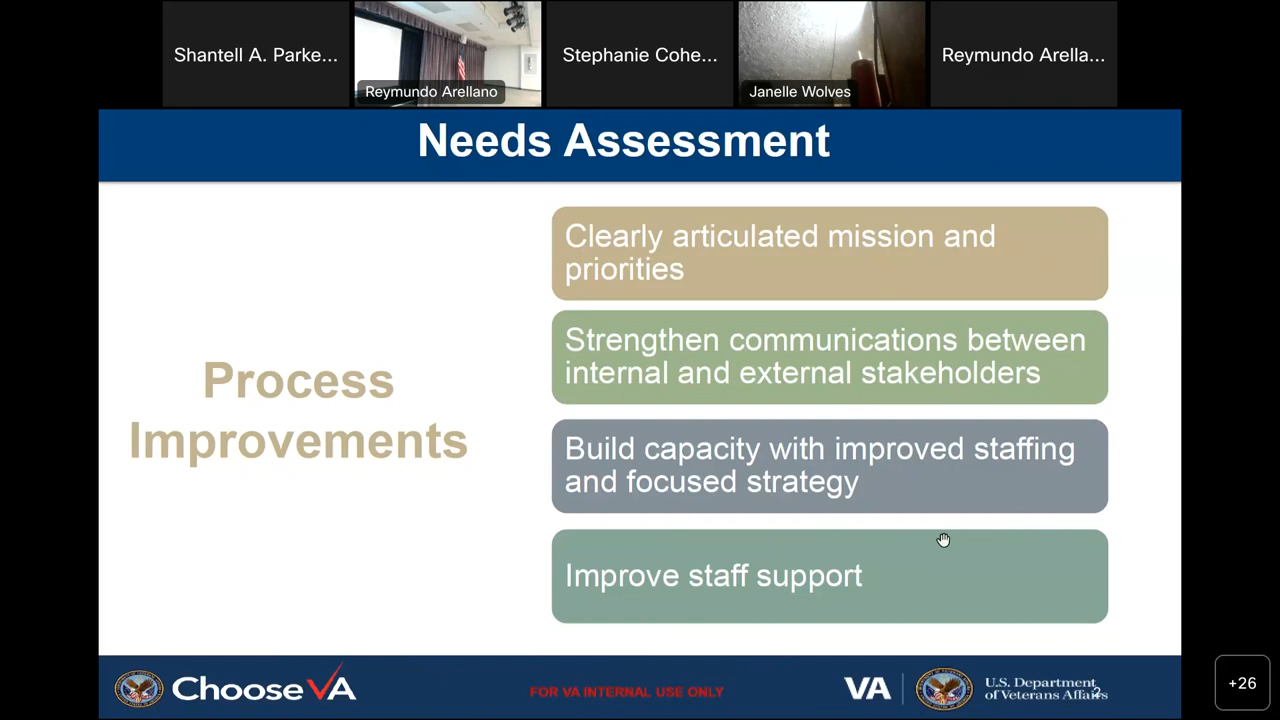 Shantell A. Parke...
Reymundo Arellano
Stephanie Cohe...
Janelle Wolves
Reymundo Arella...
Needs Assessment
Process
Improvements
Clearly articulated mission and
priorities
Strengthen communications between
internal and external stakeholders
Build capacity with improved staffing
and focused strategy
Improve staff support
ChooseVA
FOR VA INTERNAL USE ONLY
VA
U.S. Department
of Veterans Affairs
2
+26